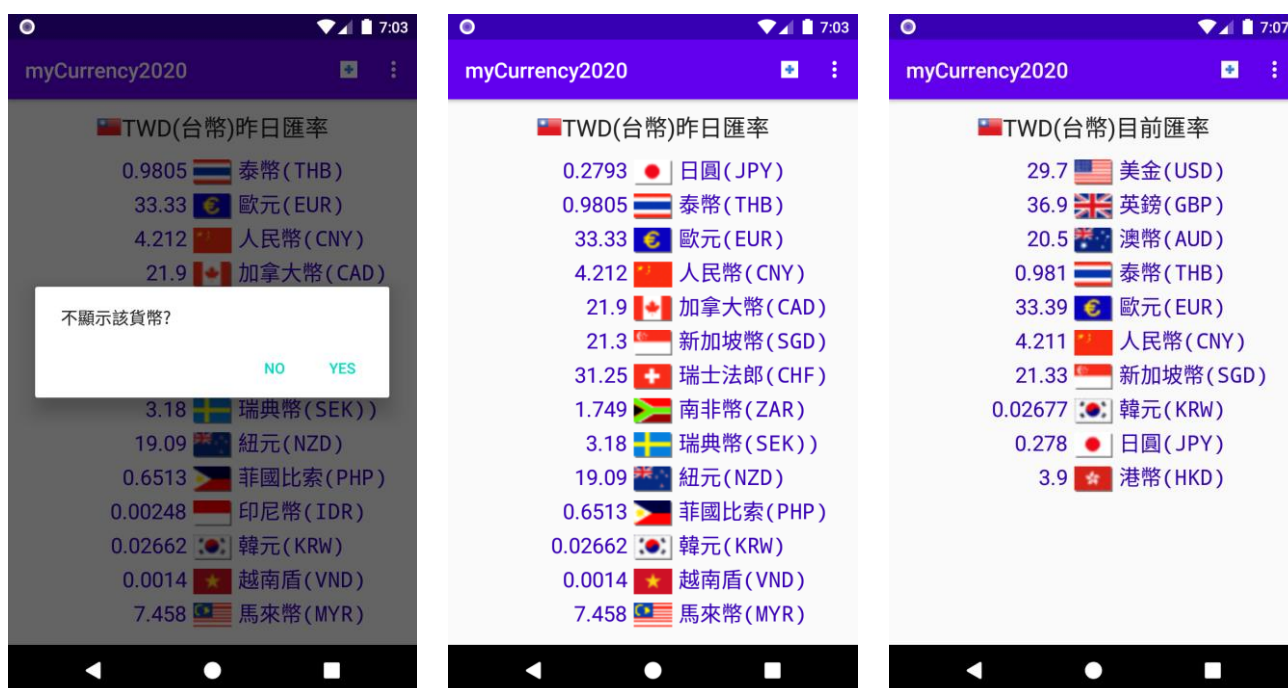 7:03
myCurrency2020
TWD(台幣)昨日匯率
0.9805 泰幣(THB)
33.33 歐元(EUR)
4.212 人民幣(CNY)
21.9 加拿大幣(CAD)
不顯示該貨幣?
NO YES
3.18 瑞典幣(SEK))
19.09 紐元(NZD)
0.6513 菲國比索(PHP)
0.00248 印尼幣(IDR)
0.02662 韓元(KRW)
0.0014 越南盾(VND)
7.458 馬來幣(MYR)
7:03
myCurrency2020
TWD(台幣)昨日匯率
0.2793 日圓(JPY)
0.9805 泰幣(THB)
33.33 歐元(EUR)
4.212 人民幣(CNY)
21.9 加拿大幣(CAD)
21.3 新加坡幣(SGD)
31.25 瑞士法郎(CHF)
1.749 南非幣(ZAR)
3.18 瑞典幣(SEK))
19.09 紐元(NZD)
0.6513 菲國比索(PHP)
0.02662 韓元(KRW)
0.0014 越南盾(VND)
7.458 馬來幣(MYR)
7:07
myCurrency2020
TWD(台幣)目前匯率
29.7 美金(USD)
36.9 英鎊(GBP)
20.5 澳幣(AUD)
0.981 泰幣(THB)
33.39 歐元(EUR)
4.211 人民幣(CNY)
21.33 新加坡幣(SGD)
0.02677 韓元(KRW)
0.278 日圓(JPY)
3.9 港幣(HKD)